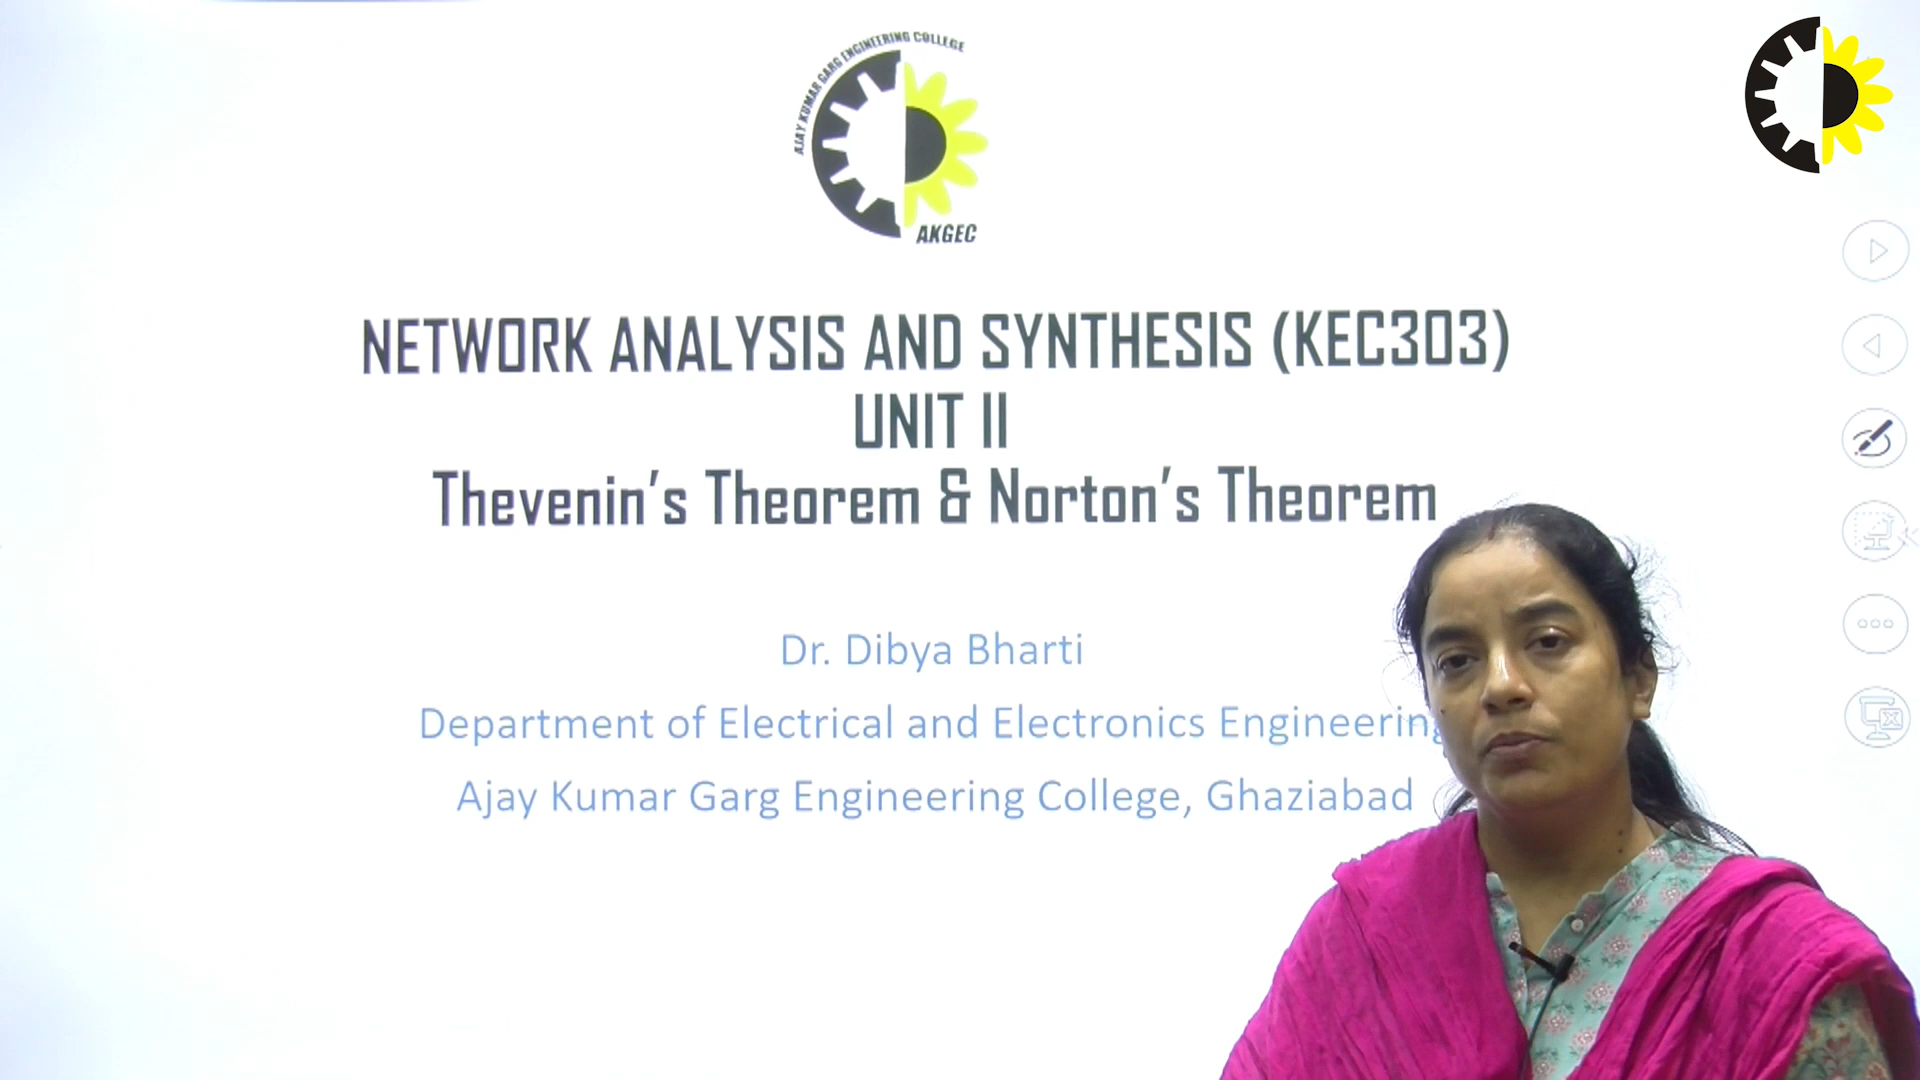 AJAY KUMAR GARG ENGINEERING COLLEGE
AKGEC
NETWORK ANALYSIS AND SYNTHESIS (KEC303)
UNIT II
Thevenin's Theorem & Norton's Theorem
Dr. Dibya Bharti
Department of Electrical and Electronics Engineering
Ajay Kumar Garg Engineering College, Ghaziabad